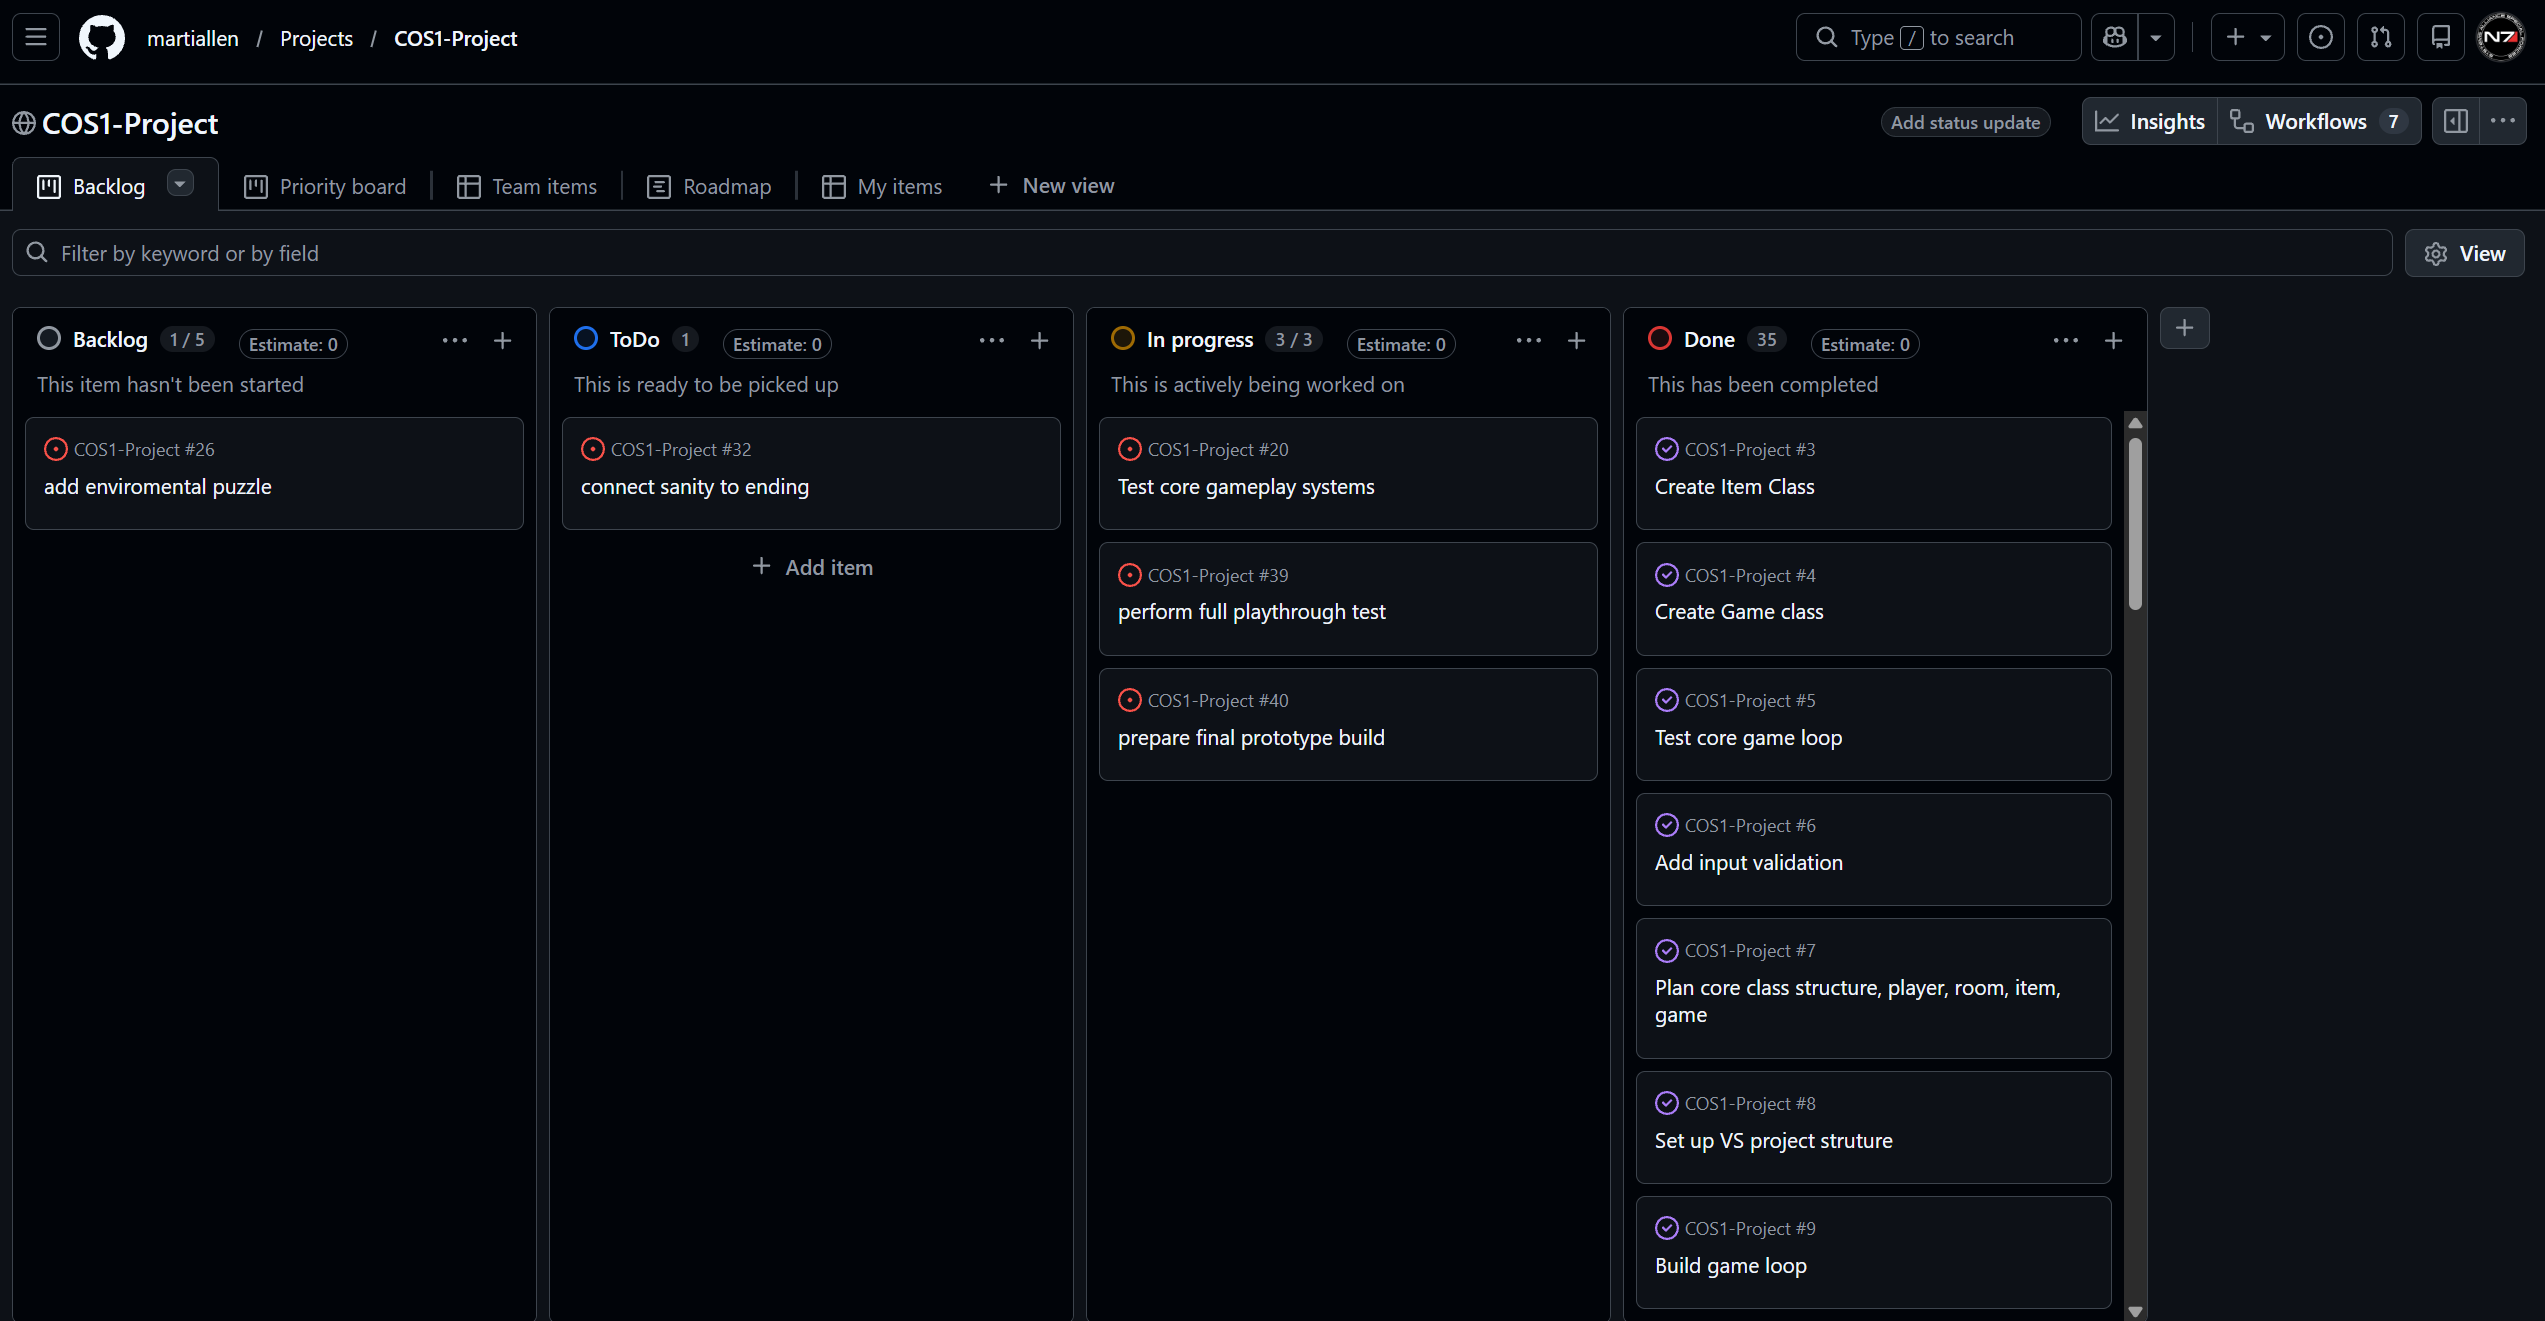 martiallen / Projects / COS1-Project
Type / to search
N7
COS1-Project
Add status update
Insights
Workflows 7
Backlog
Priority board
Team items
Roadmap
My items
New view
Filter by keyword or by field
View
Backlog 1 / 5 Estimate: 0
This item hasn't been started
COS1-Project #26
add enviromental puzzle
ToDo 1 Estimate: 0
This is ready to be picked up
COS1-Project #32
connect sanity to ending
Add item
In progress 3 / 3 Estimate: 0
This is actively being worked on
COS1-Project #20
Test core gameplay systems
COS1-Project #39
perform full playthrough test
COS1-Project #40
prepare final prototype build
Done 35 Estimate: 0
This has been completed
COS1-Project #3
Create Item Class
COS1-Project #4
Create Game class
COS1-Project #5
Test core game loop
COS1-Project #6
Add input validation
COS1-Project #7
Plan core class structure, player, room, item,
game
COS1-Project #8
Set up VS project struture
COS1-Project #9
Build game loop